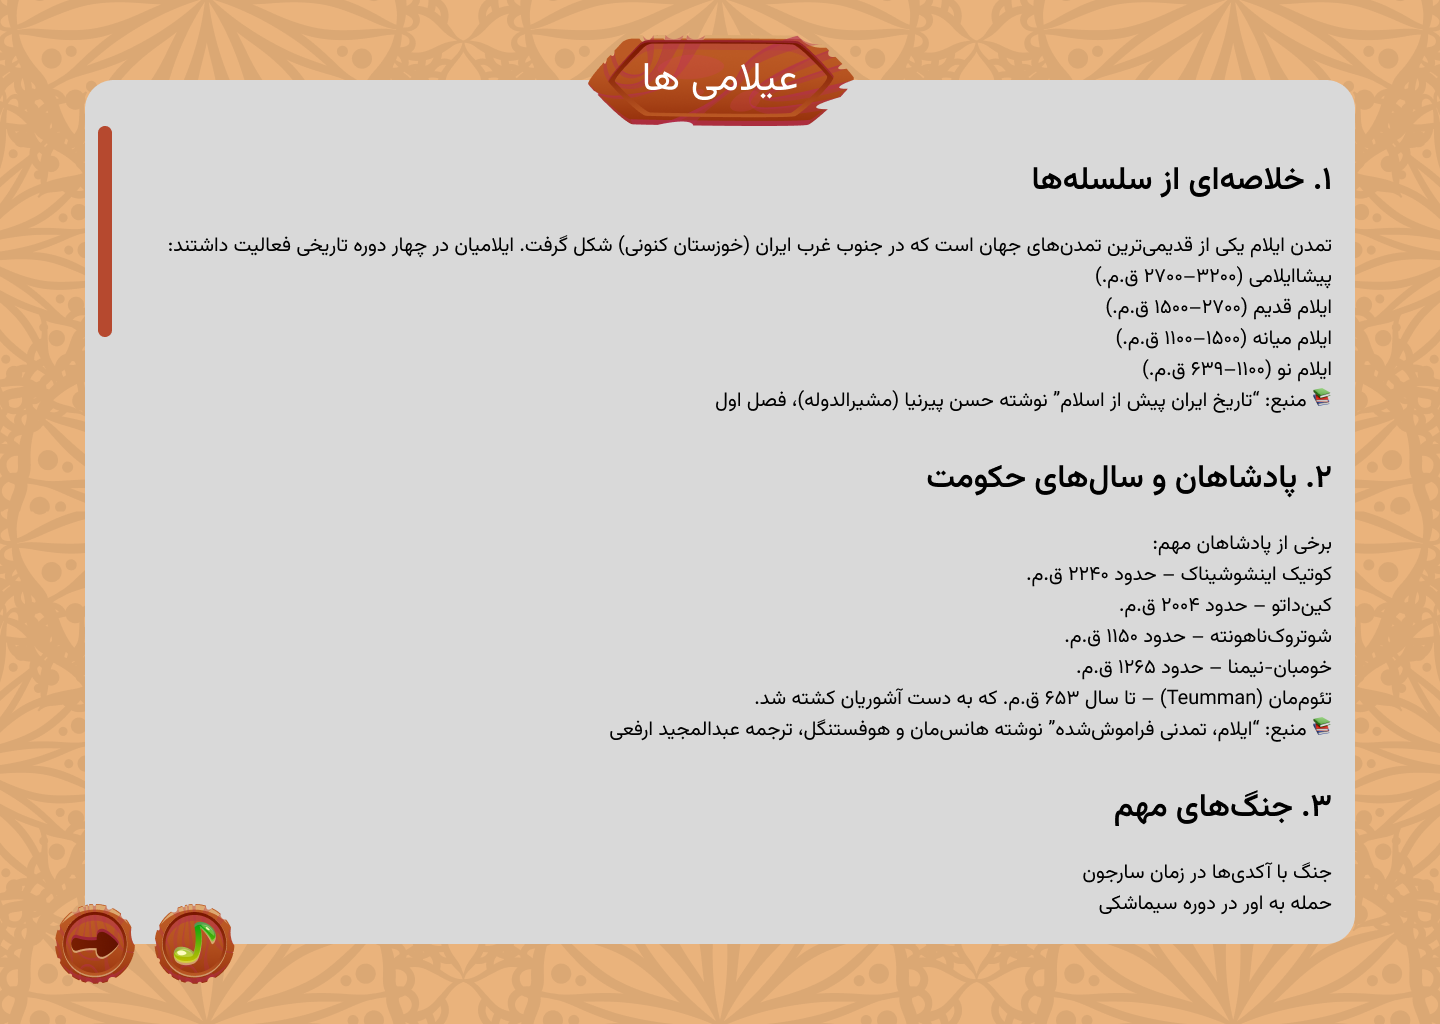 عیلامی ها
۱. خلاصه‌ای از سلسله‌ها
تمدن ایلام یکی از قدیمی‌ترین تمدن‌های جهان است که در جنوب غرب ایران (خوزستان کنونی) شکل گرفت. ایلامیان در چهار دوره تاریخی فعالیت داشتند:
پیشاایلامی (۳۲۰۰–۲۷۰۰ ق.م.)
ایلام قدیم (۲۷۰۰–۱۵۰۰ ق.م.)
ایلام میانه (۱۵۰۰–۱۱۰۰ ق.م.)
ایلام نو (۱۱۰۰–۶۳۹ ق.م.)
📚 منبع: “تاریخ ایران پیش از اسلام” نوشته حسن پیرنیا (مشیرالدوله)، فصل اول
۲. پادشاهان و سال‌های حکومت
برخی از پادشاهان مهم:
کوتیک اینشوشیناک – حدود ۲۲۴۰ ق.م.
کین‌داتو – حدود ۲۰۰۴ ق.م.
شوتروک‌ناهونته – حدود ۱۱۵۰ ق.م.
خومبان-نیمنا – حدود ۱۲۶۵ ق.م.
تئوم‌مان (Teumman) – تا سال ۶۵۳ ق.م. که به دست آشوریان کشته شد.
📚 منبع: “ایلام، تمدنی فراموش‌شده” نوشته هانس‌مان و هوفستنگل، ترجمه عبدالمجید ارفعی
۳. جنگ‌های مهم
جنگ با آکدی‌ها در زمان سارجون
حمله به اور در دوره سیماشکی